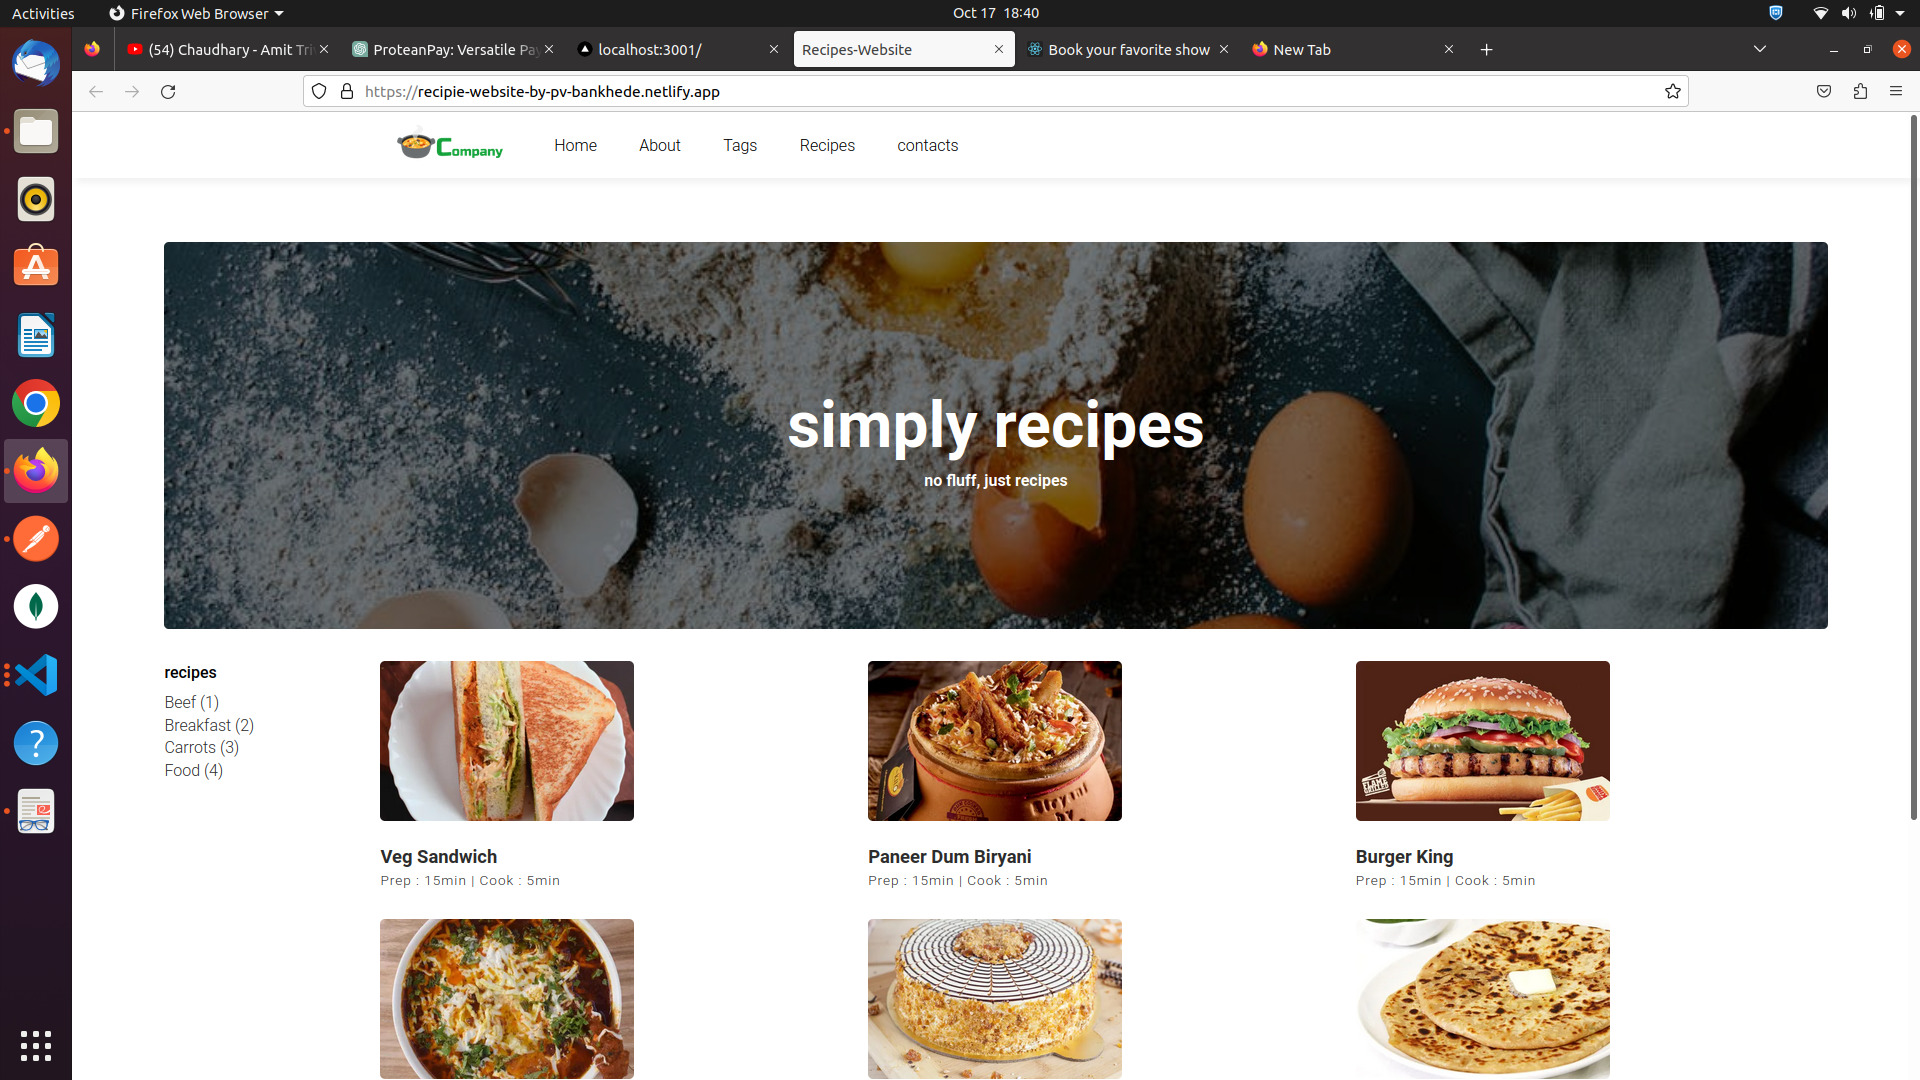 Activities
Firefox Web Browser
Oct 17 18:40
(54) Chaudhary - Amit Tri
ProteanPay: Versatile Pay
localhost:3001/
Recipes-Website
Book your favorite show
New Tab
https://recipie-website-by-pv-bankhede.netlify.app
Company
Home
About
Tags
Recipes
contacts
simply recipes
no fluff, just recipes
recipes
Beef (1)
Breakfast (2)
Carrots (3)
Food (4)
FLAME
GRILLED
Veg Sandwich
Prep : 15min | Cook : 5min
Paneer Dum Biryani
Prep : 15min | Cook : 5min
Burger King
Prep : 15min | Cook : 5min